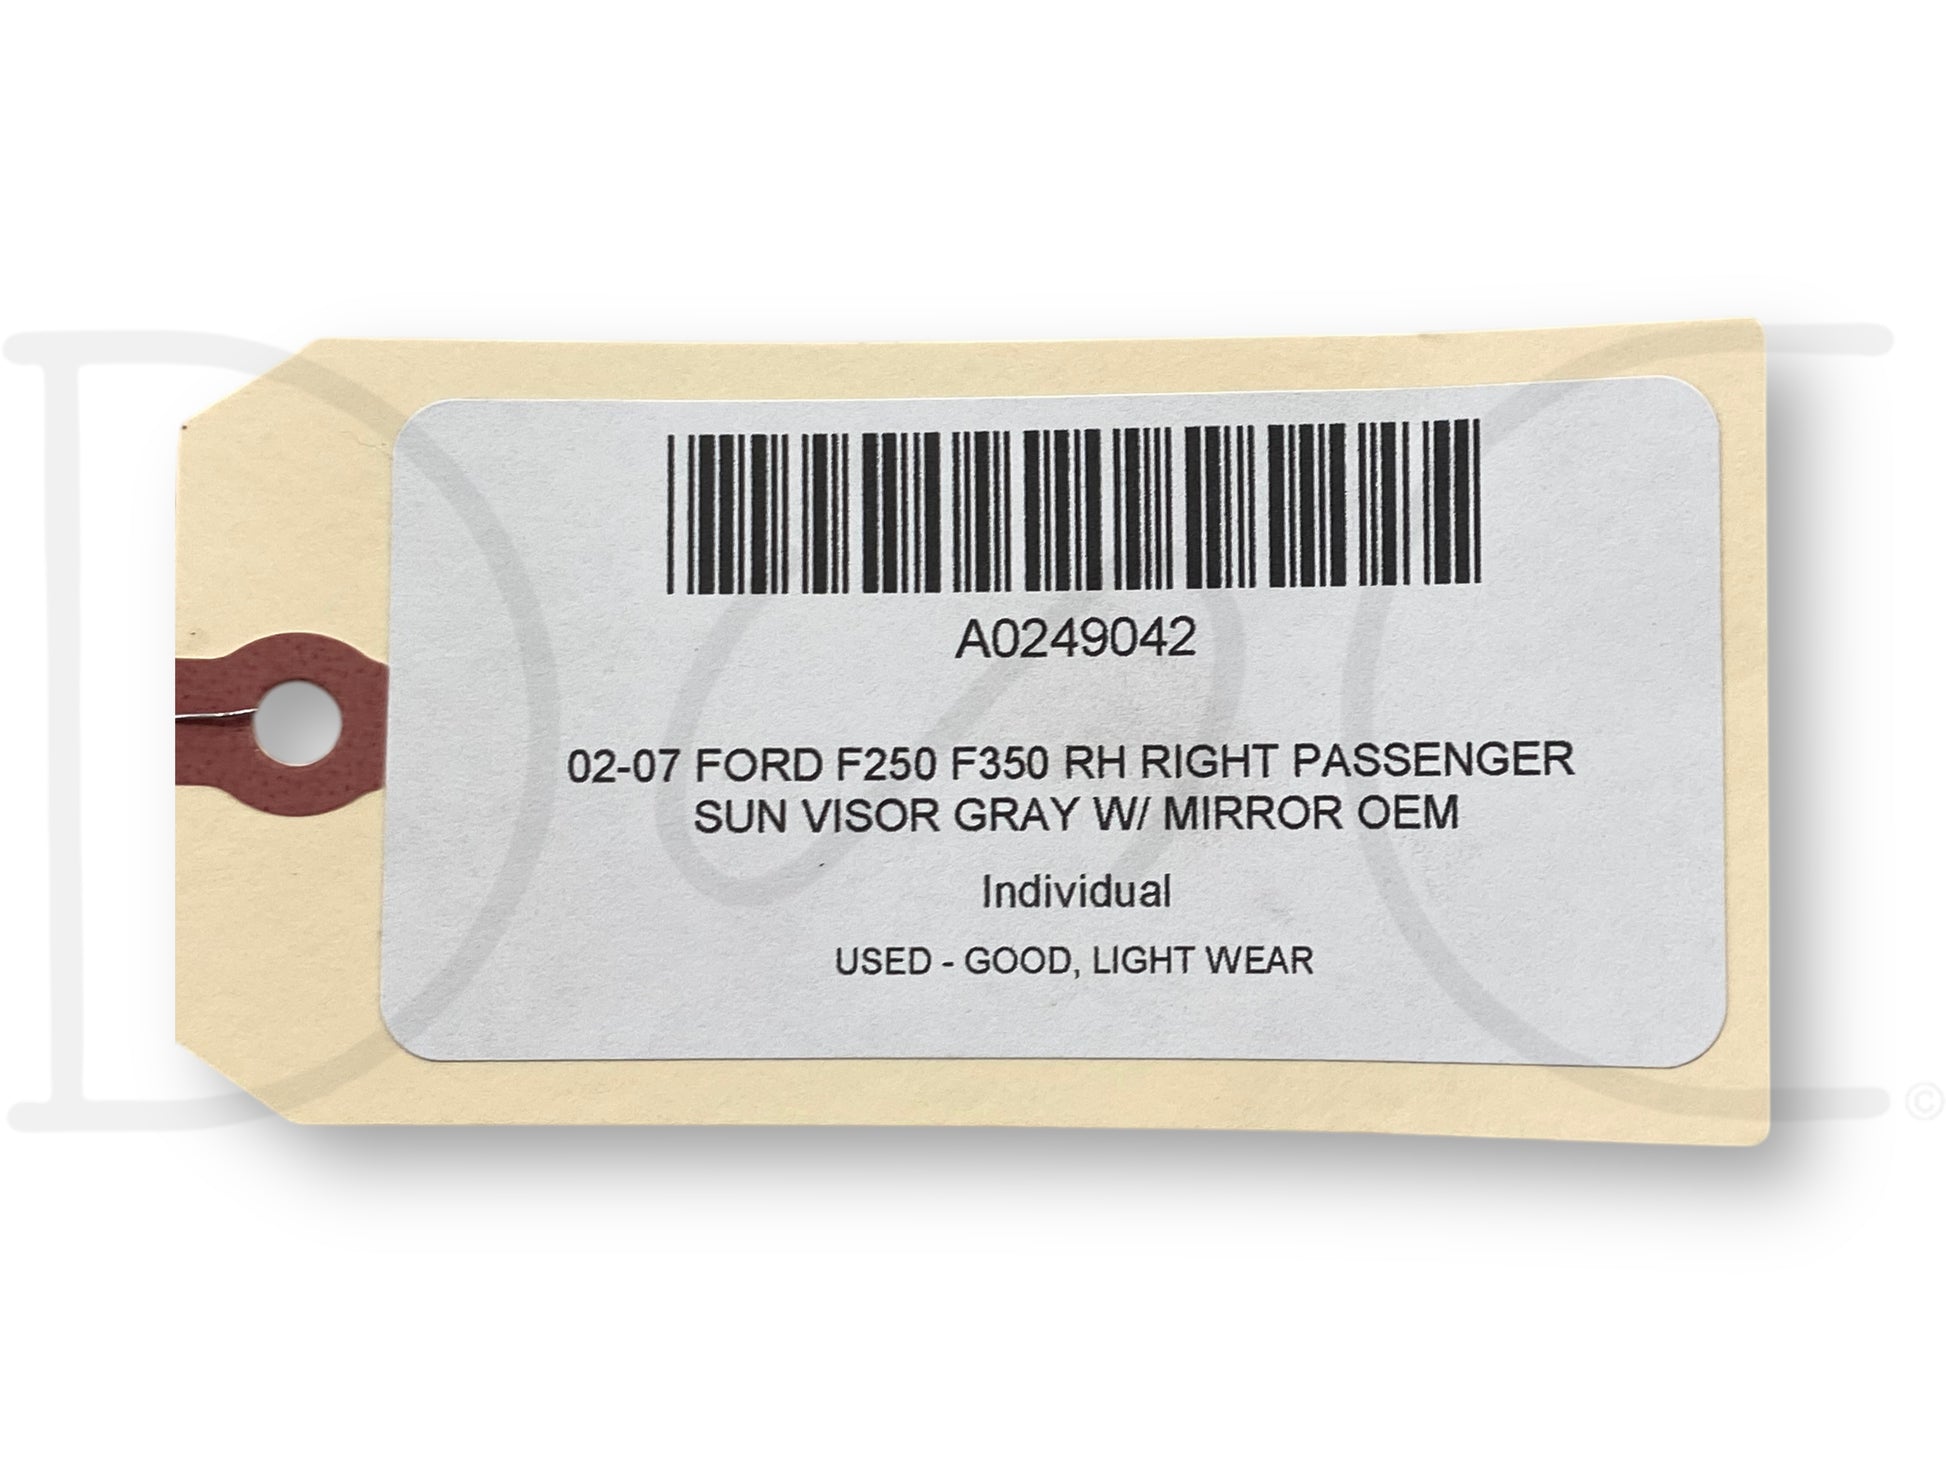 A0249042
02-07 FORD F250 F350 RH RIGHT PASSENGER
SUN VISOR GRAY W/ MIRROR OEM
Individual
USED - GOOD, LIGHT WEAR
©